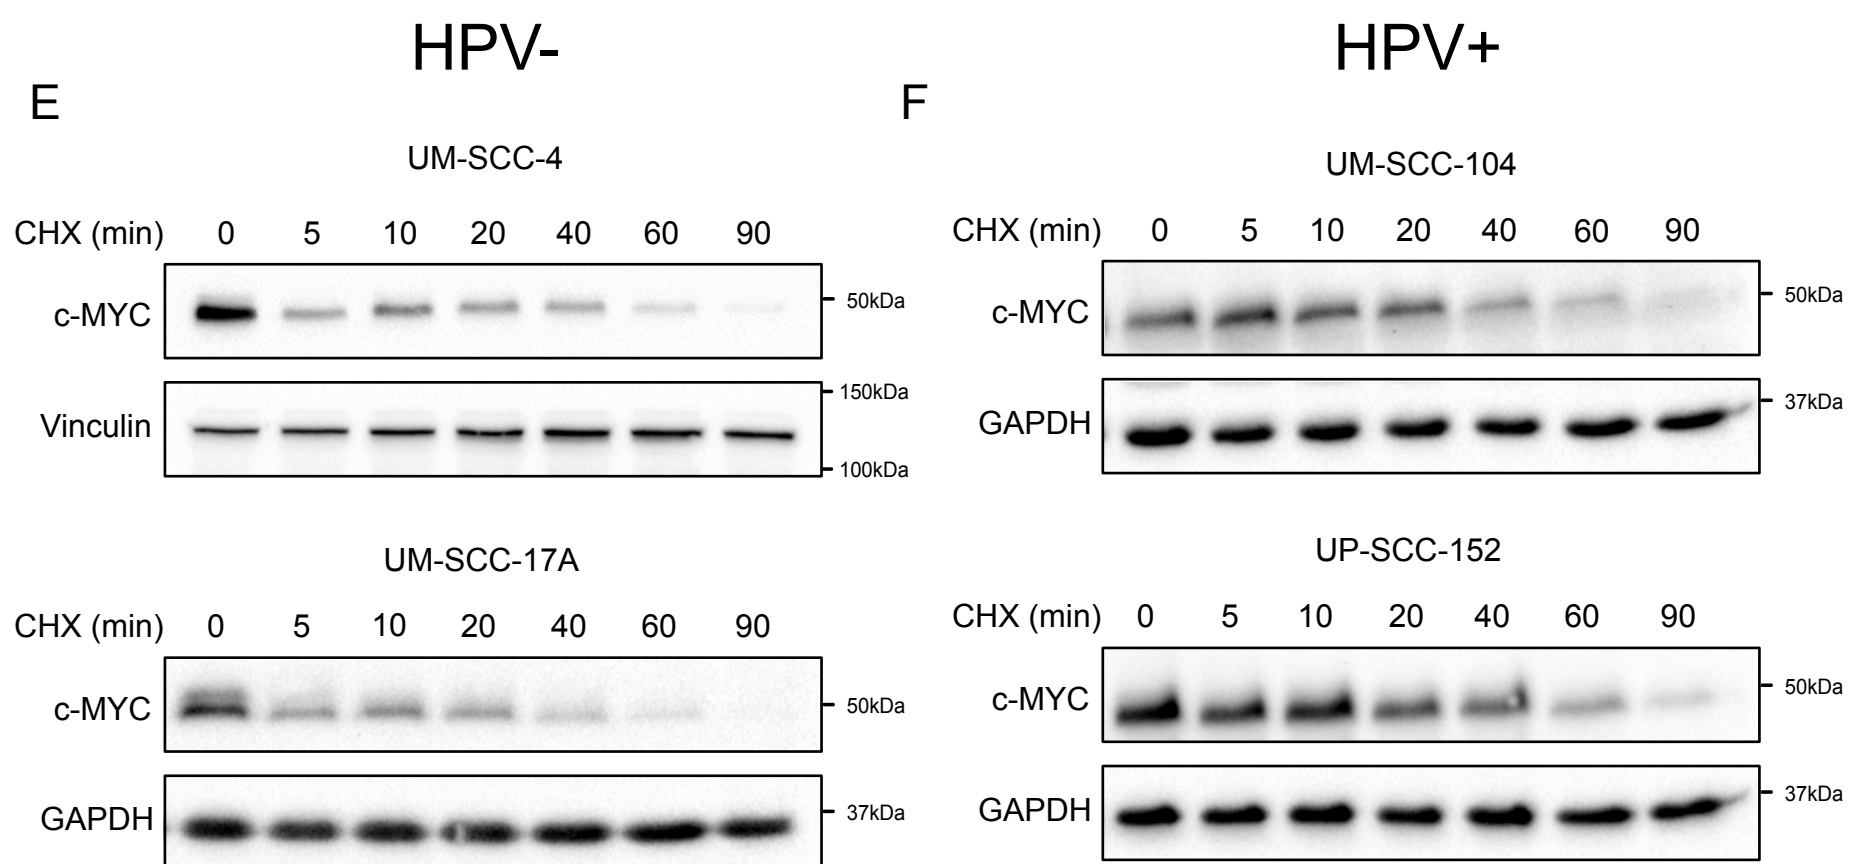 HPV-
E
UM-SCC-4
CHX (min) 0 5 10 20 40 60 90
c-MYC 50kDa
Vinculin 150kDa
100kDa
UM-SCC-17A
CHX (min) 0 5 10 20 40 60 90
c-MYC 50kDa
GAPDH 37kDa
HPV+
F
UM-SCC-104
CHX (min) 0 5 10 20 40 60 90
c-MYC 50kDa
GAPDH 37kDa
UP-SCC-152
CHX (min) 0 5 10 20 40 60 90
c-MYC 50kDa
GAPDH 37kDa